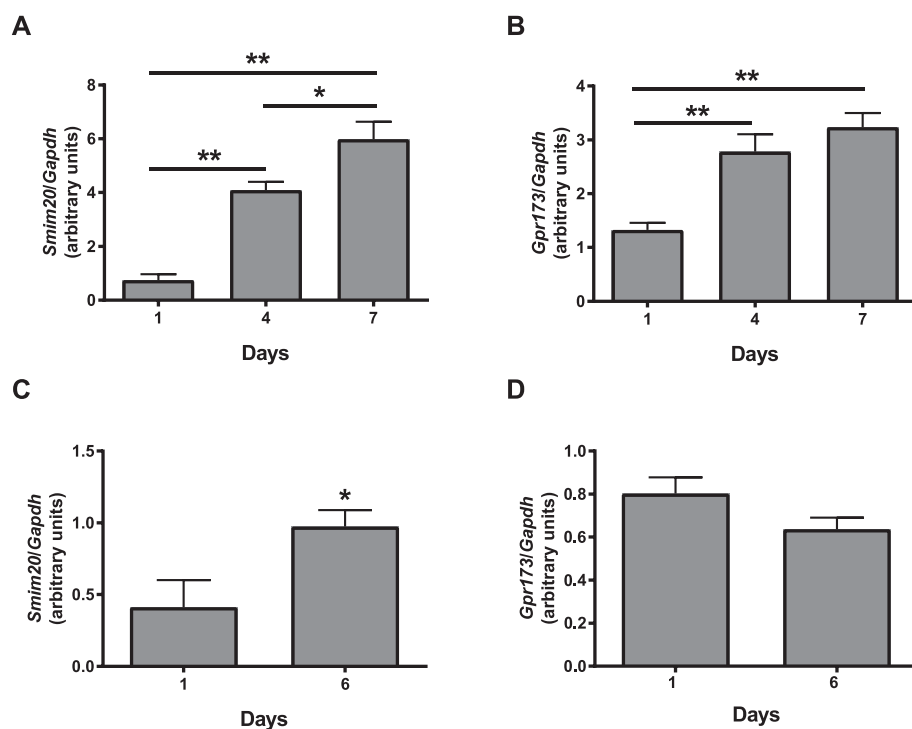 A
**
*
**
Smim20/Gapdh
(arbitrary units)
8
6
4
2
0
1 4 7
Days
B
**
**
Gpr173/Gapdh
(arbitrary units)
4
3
2
1
0
1 4 7
Days
C
*
Smim20/Gapdh
(arbitrary units)
1.5
1.0
0.5
0.0
1 6
Days
D
Gpr173/Gapdh
(arbitrary units)
1.0
0.8
0.6
0.4
0.2
0.0
1 6
Days